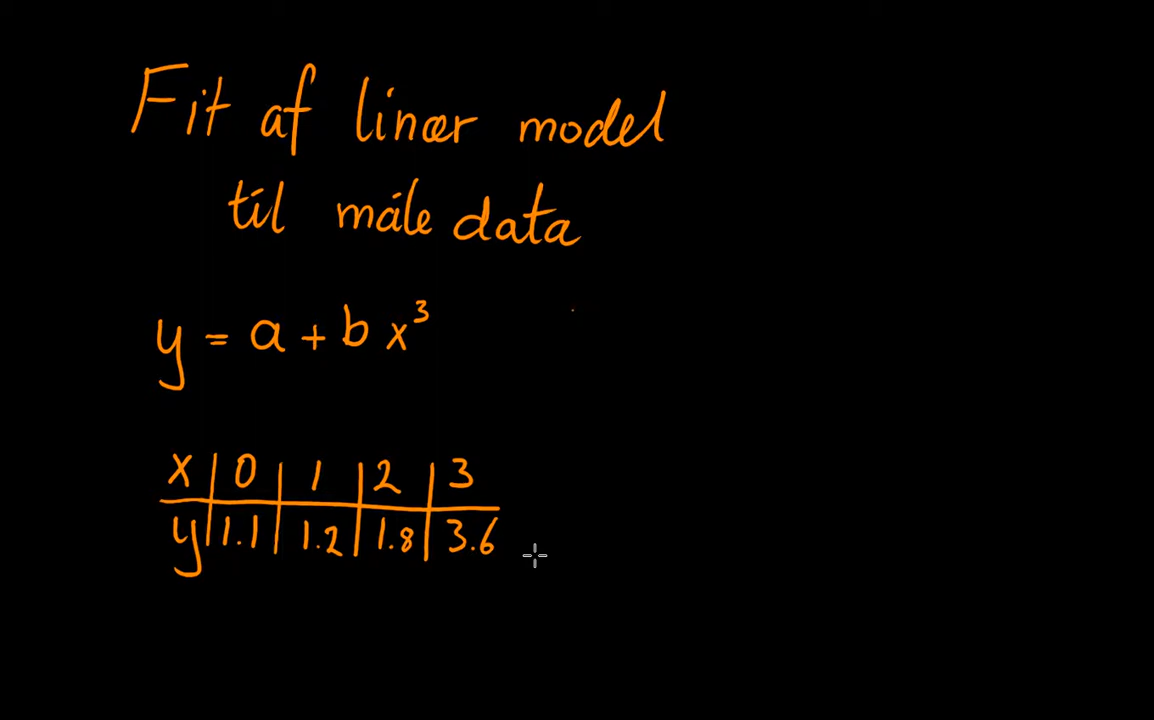 Fit af lineær model
til måle data
y = a + b x³
x | 0 | 1 | 2 | 3
y | 1.1 | 1.2 | 1.8 | 3.6